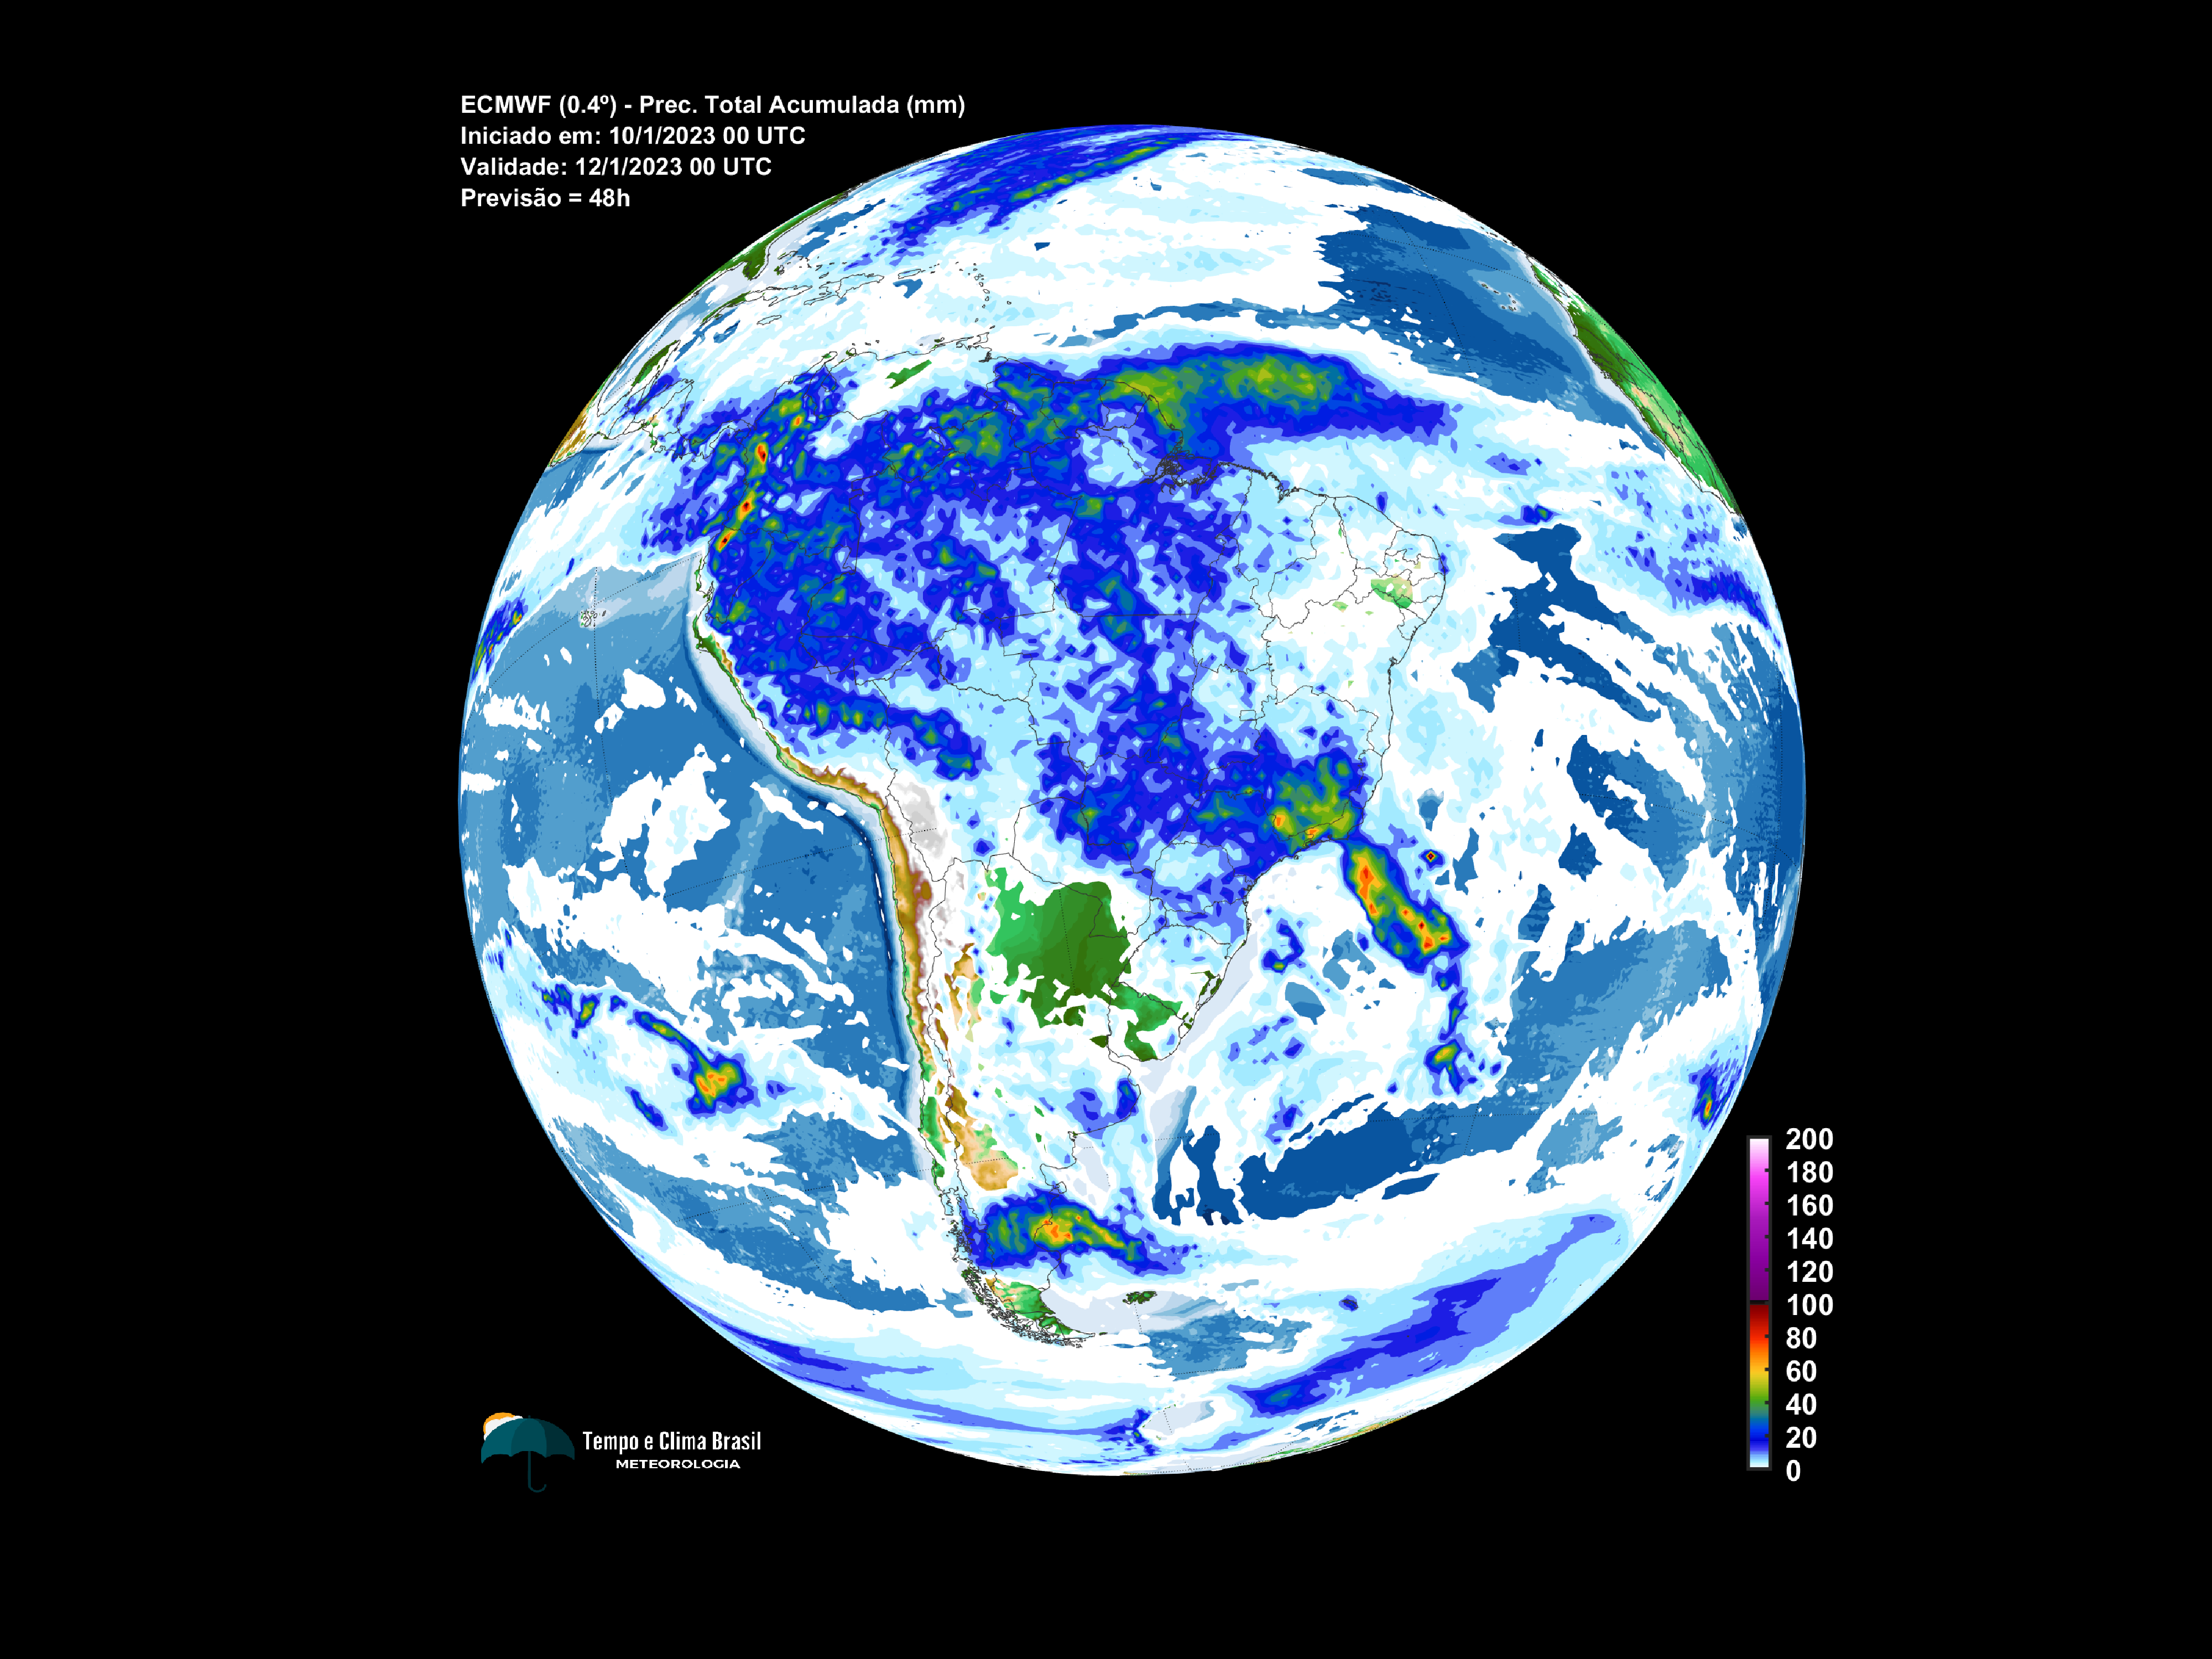 ECMWF (0.4º) - Prec. Total Acumulada (mm)
Iniciado em: 10/1/2023 00 UTC
Validade: 12/1/2023 00 UTC
Previsão = 48h
200
180
160
140
120
100
80
60
40
20
0
Tempo e Clima Brasil
METEOROLOGIA